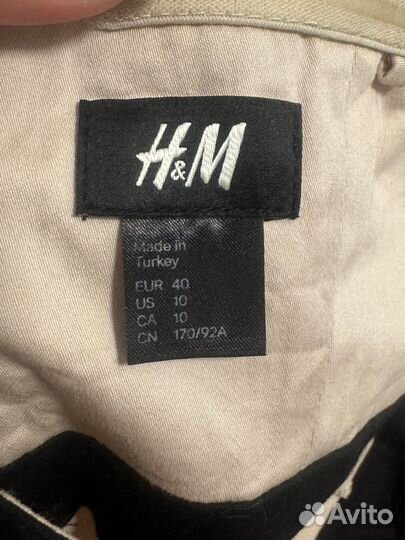 H&M
Made in
Turkey
EUR 40
US 10
CA 10
CN 170/92A
Avito